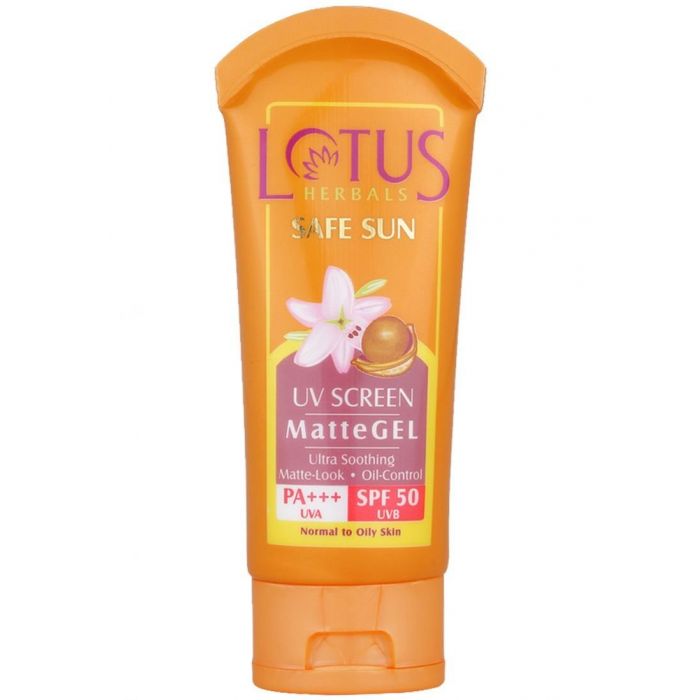 LOTUS
HERBALS
SAFE SUN
UV SCREEN
MatteGEL
Ultra Soothing
Matte-Look • Oil-Control
PA+++ SPF 50
UVA UVB
Normal to Oily Skin